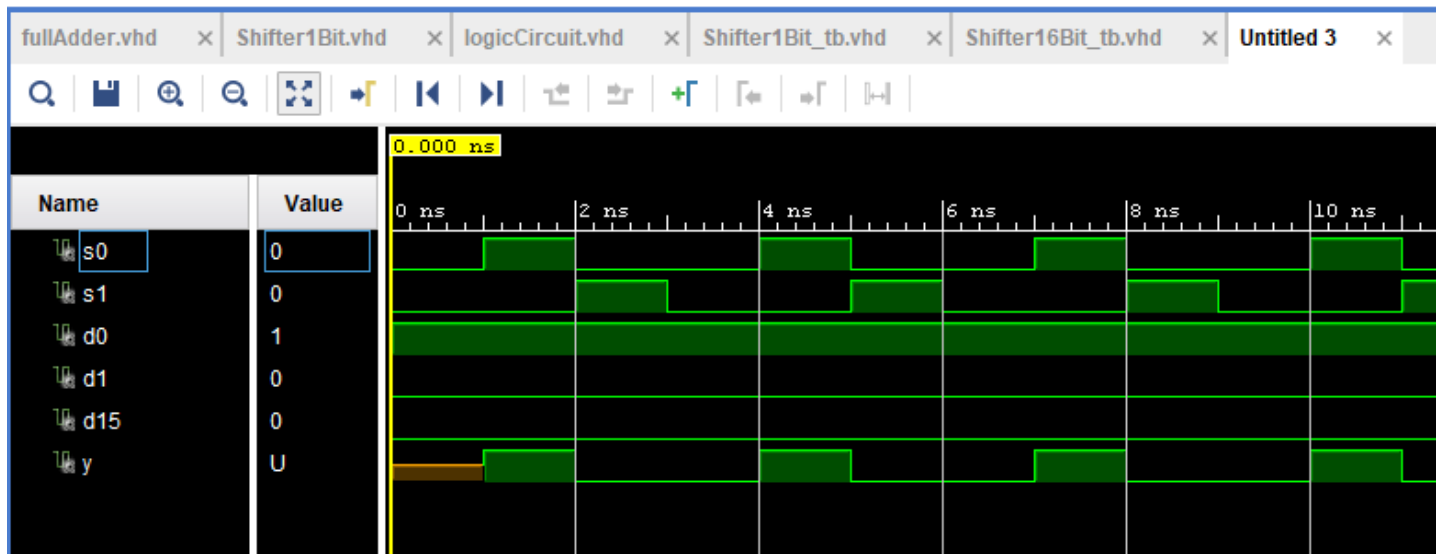 fullAdder.vhd × Shifter1Bit.vhd × logicCircuit.vhd × Shifter1Bit_tb.vhd × Shifter16Bit_tb.vhd × Untitled 3 ×
0.000 ns
Name Value 0 ns 2 ns 4 ns 6 ns 8 ns 10 ns
s0 0
s1 0
d0 1
d1 0
d15 0
y U